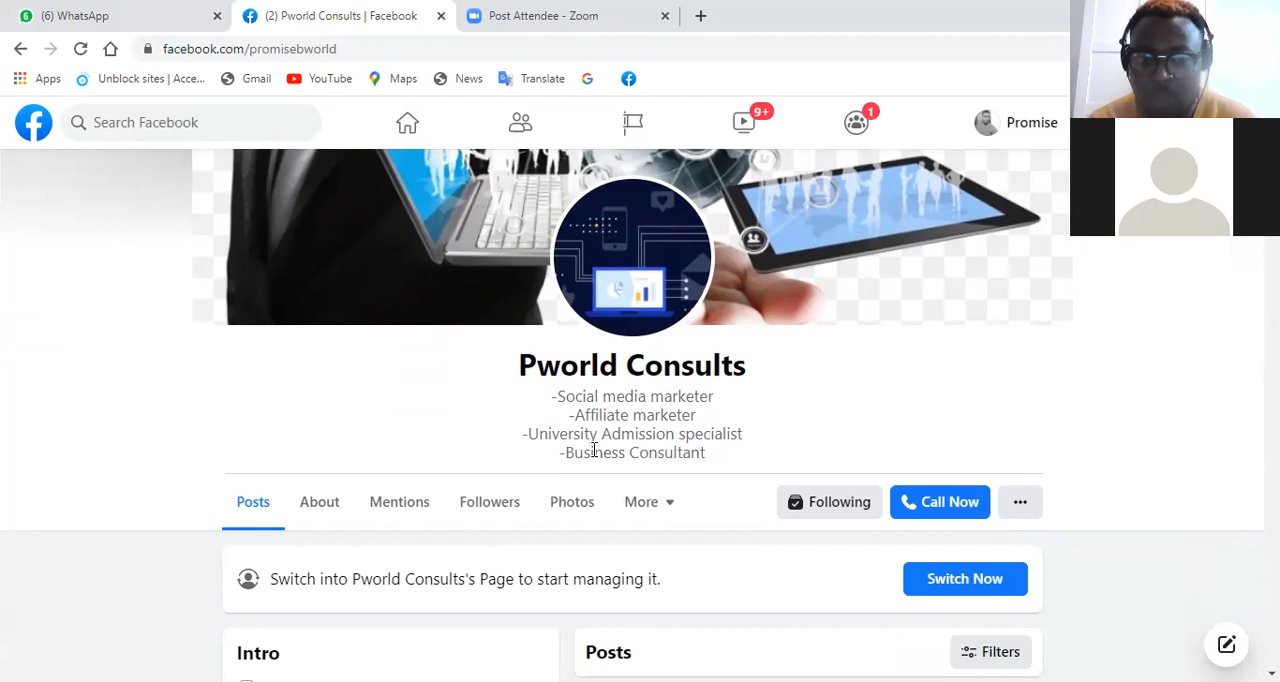 (6) WhatsApp
(2) Pworld Consults | Facebook
Post Attendee - Zoom
facebook.com/promisebworld
Apps
Unblock sites | Acce...
Gmail
YouTube
Maps
News
Translate
Search Facebook
9+
1
Promise
Pworld Consults
-Social media marketer
-Affiliate marketer
-University Admission specialist
-Business Consultant
Posts
About
Mentions
Followers
Photos
More
Following
Call Now
Switch into Pworld Consults's Page to start managing it.
Switch Now
Intro
Posts
Filters